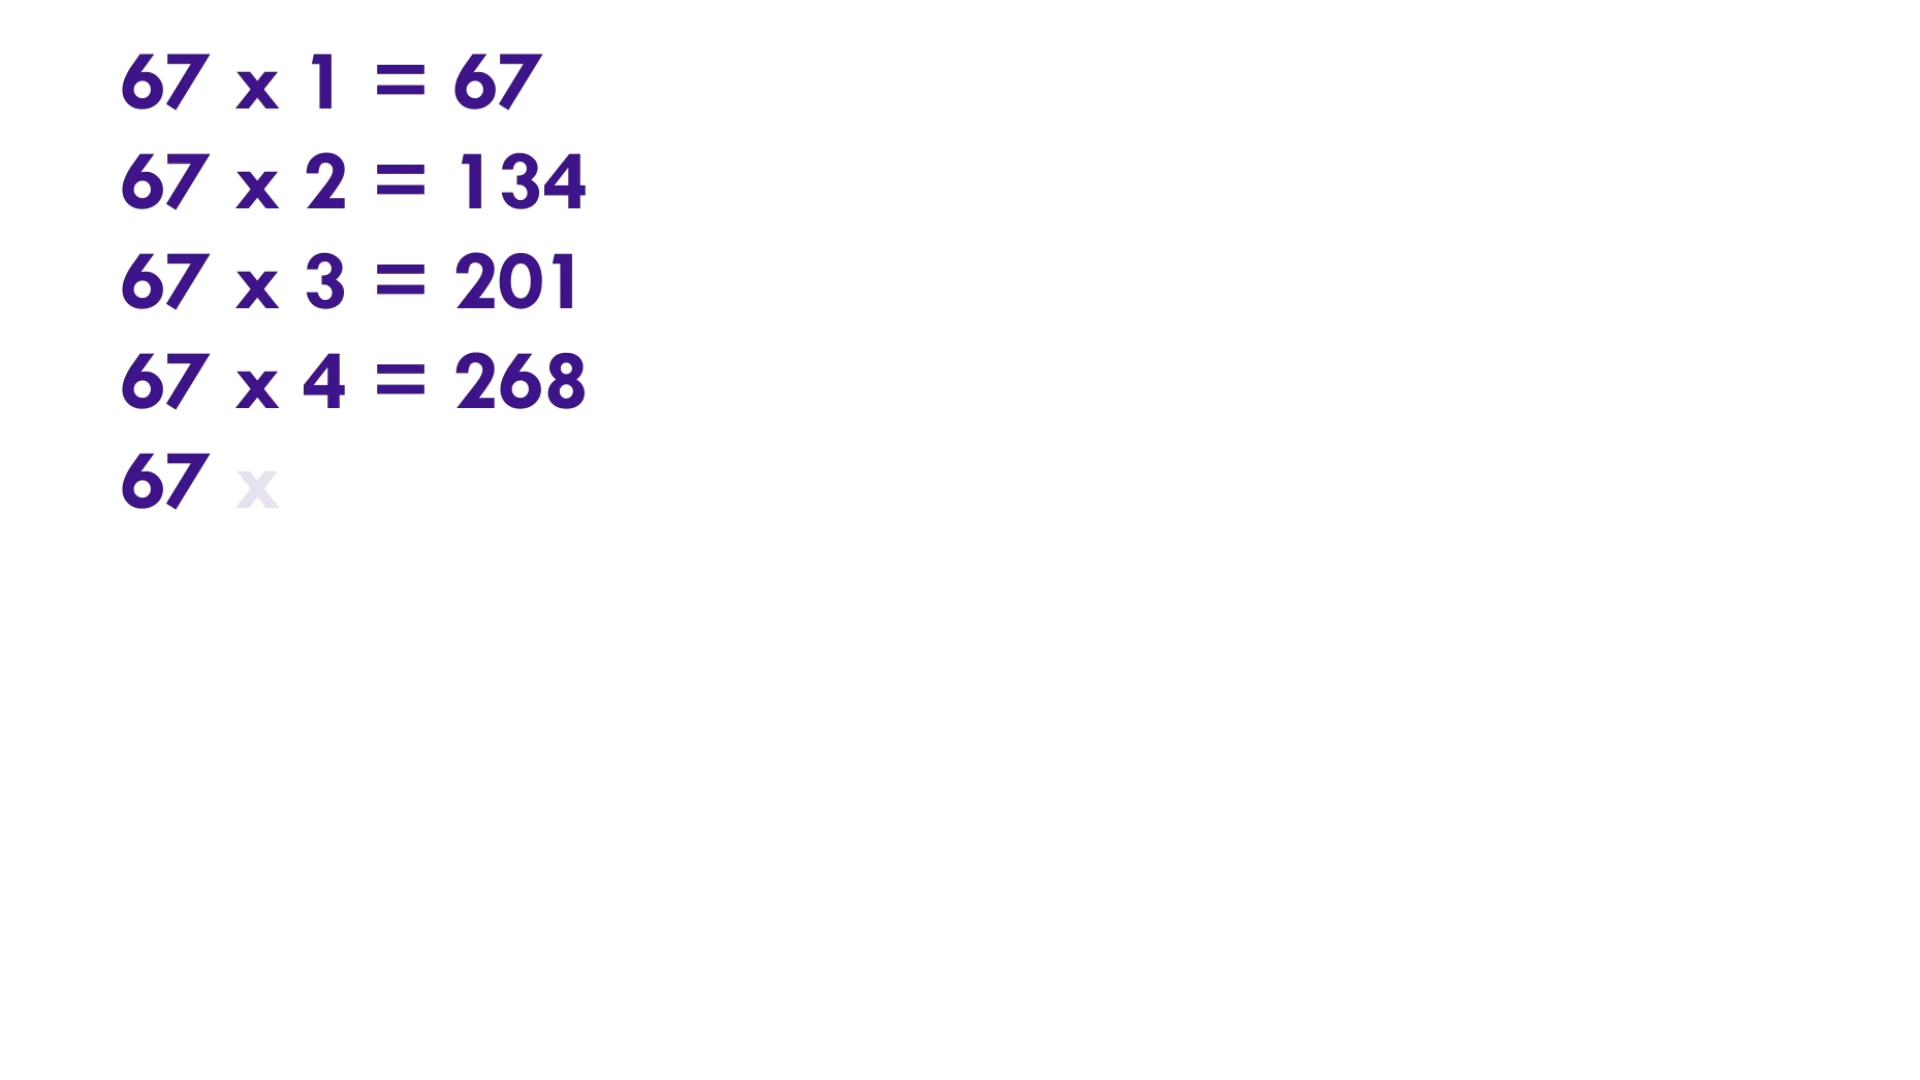 67 x 1 = 67
67 x 2 = 134
67 x 3 = 201
67 x 4 = 268
67 x